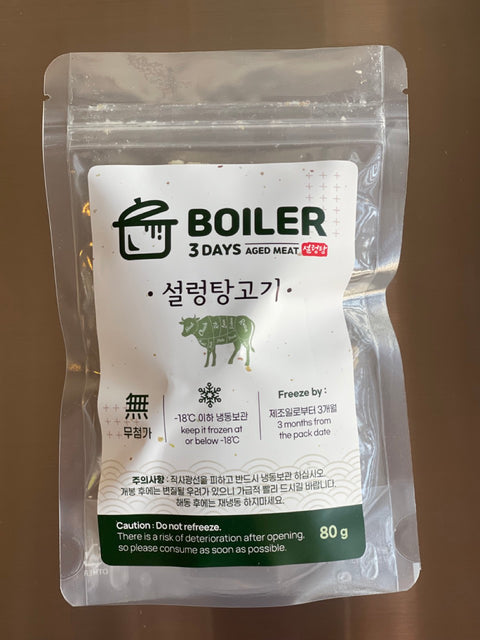 BOILER
3 DAYS AGED MEAT 설렁탕
· 설렁탕고기 ·
無
무첨가
-18℃ 이하 냉동보관
keep it frozen at
or below -18℃
Freeze by :
제조일로부터 3개월
3 months from
the pack date
주의사항 : 직사광선을 피하고 반드시 냉동보관 하십시오.
개봉 후에는 변질될 우려가 있으니 가급적 빨리 드시길 바랍니다.
해동 후에는 재냉동 하지마세요.
Caution : Do not refreeze.
There is a risk of deterioration after opening,
so please consume as soon as possible.
80 g
OTHER